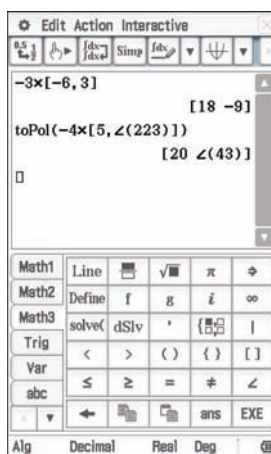 Edit Action Interactive
Simp
-3×[-6,3]
[18 -9]
toPol(-4×[5,∠(223)])
[20 ∠(43)]
Math1 Line √■ π ⇒
Math2 Define f g i ∞
Math3 solve( dSlv ' |
Trig < > ( ) { } [ ]
Var ≤ ≥ = ≠ ∠
abc
ans EXE
Alg Decimal Real Deg